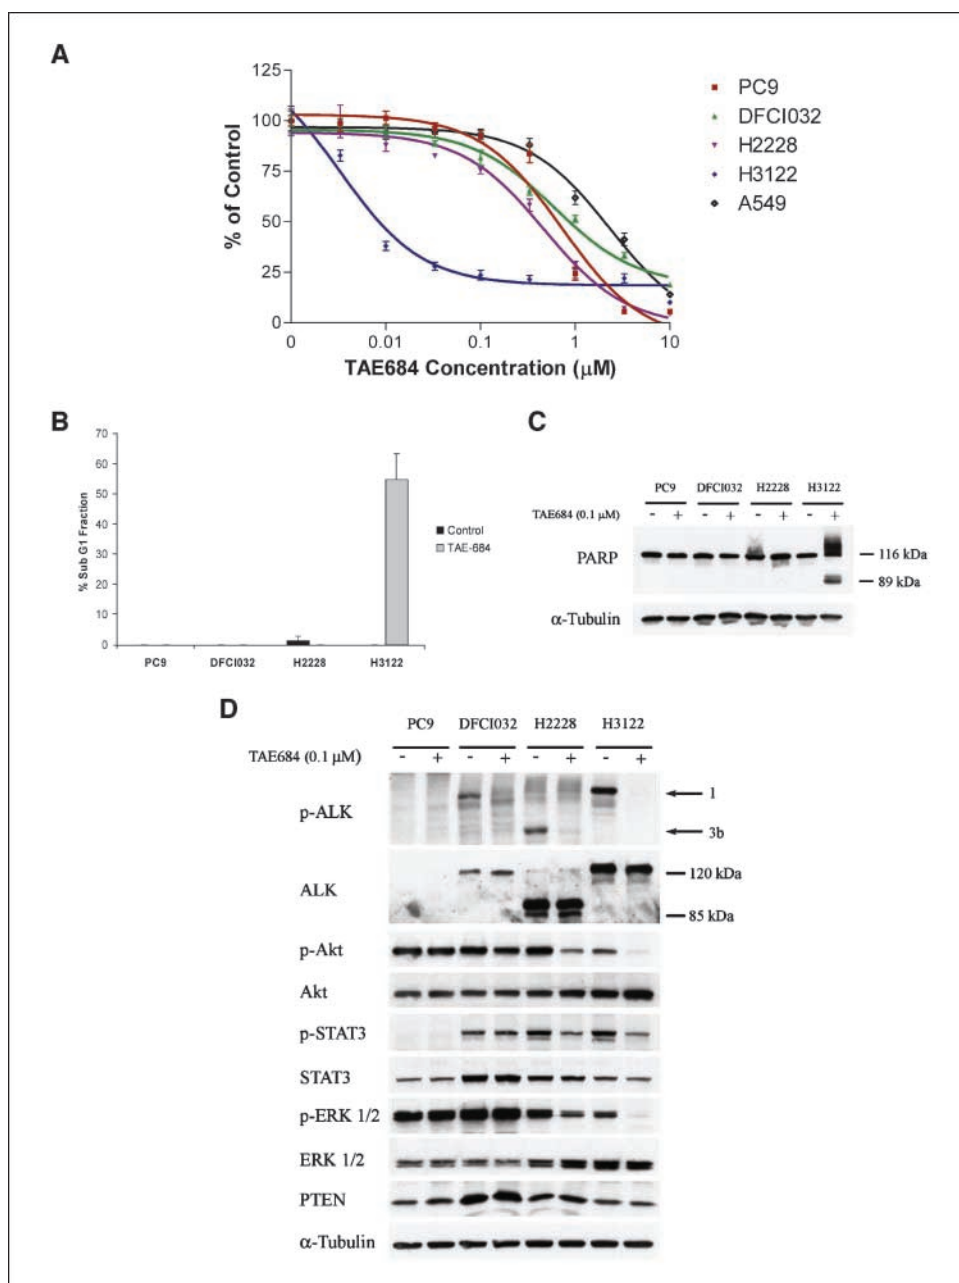 A
125
100
75
50
25
0
% of Control
0 0.01 0.1 1 10
TAE684 Concentration (μM)
PC9
DFCI032
H2228
H3122
A549
B
70
60
50
40
30
20
10
0
% Sub G1 Fraction
PC9 DFCI032 H2228 H3122
Control
TAE-684
C
PC9 DFCI032 H2228 H3122
TAE684 (0.1 μM) - + - + - + - +
PARP
116 kDa
89 kDa
α-Tubulin
D
PC9 DFCI032 H2228 H3122
TAE684 (0.1 μM) - + - + - + - +
p-ALK
1
3b
ALK
120 kDa
85 kDa
p-Akt
Akt
p-STAT3
STAT3
p-ERK 1/2
ERK 1/2
PTEN
α-Tubulin